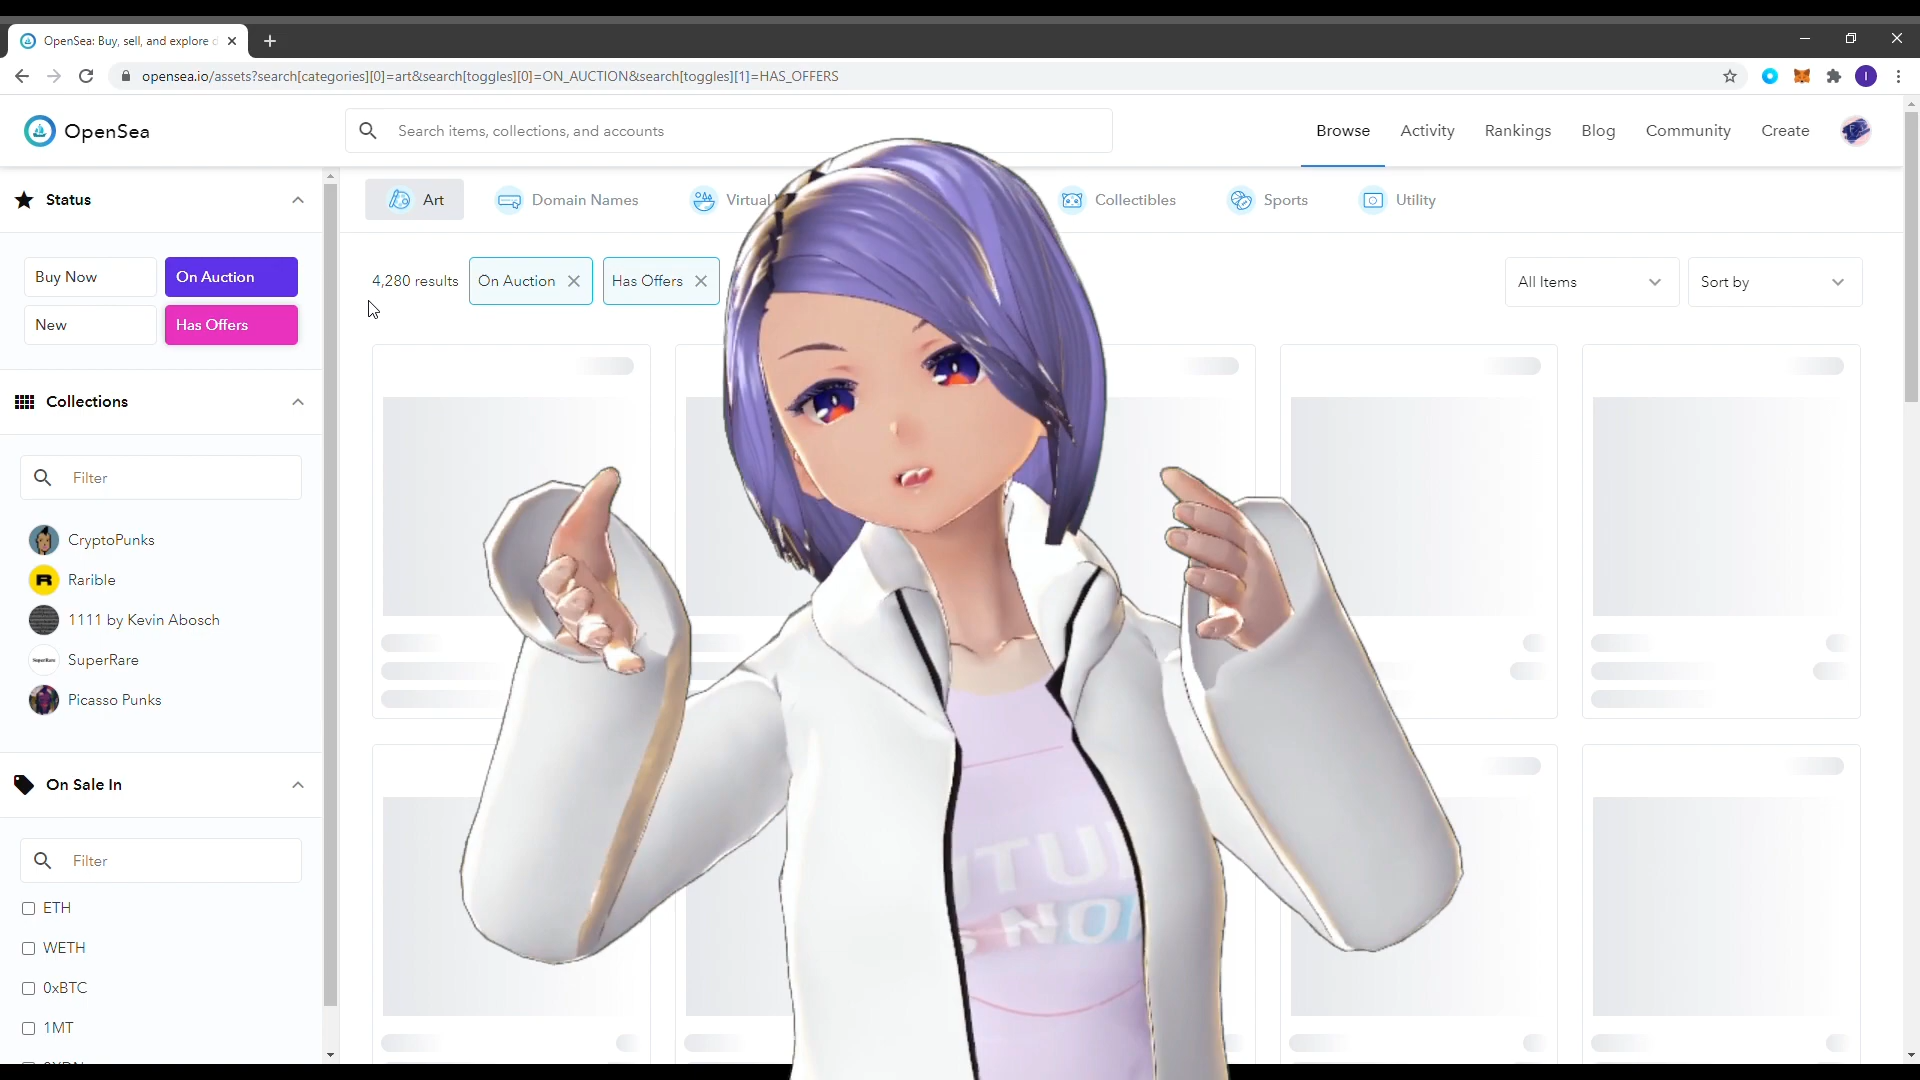 OpenSea: Buy, sell, and explore
opensea.io/assets?search[categories][0]=art&search[toggles][0]=ON_AUCTION&search[toggles][1]=HAS_OFFERS
I
OpenSea
Search items, collections, and accounts
Browse
Activity
Rankings
Blog
Community
Create
Status
Art
Domain Names
Virtual
Collectibles
Sports
Utility
Buy Now
On Auction
New
Has Offers
4,280 results
On Auction
Has Offers
All Items
Sort by
Collections
Filter
CryptoPunks
R
Rarible
1111 by Kevin Abosch
SuperRare
SuperRare
Picasso Punks
On Sale In
Filter
ETH
WETH
0xBTC
1MT
NOW